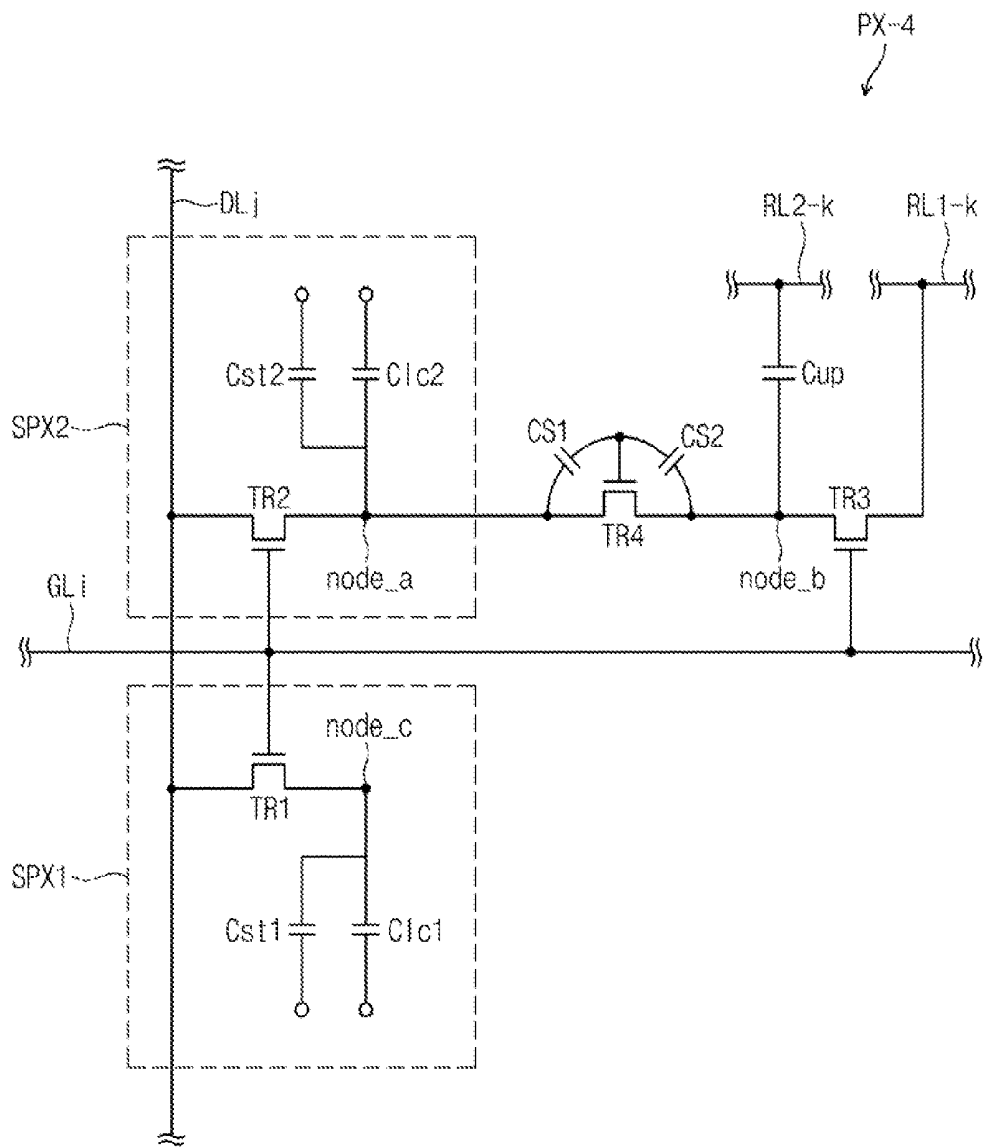 PX-4
DLj
RL2-k
RL1-k
Cst2
Clc2
Cup
SPX2
CS1
CS2
TR2
TR4
TR3
node_a
node_b
GLi
node_c
TR1
SPX1
Cst1
Clc1